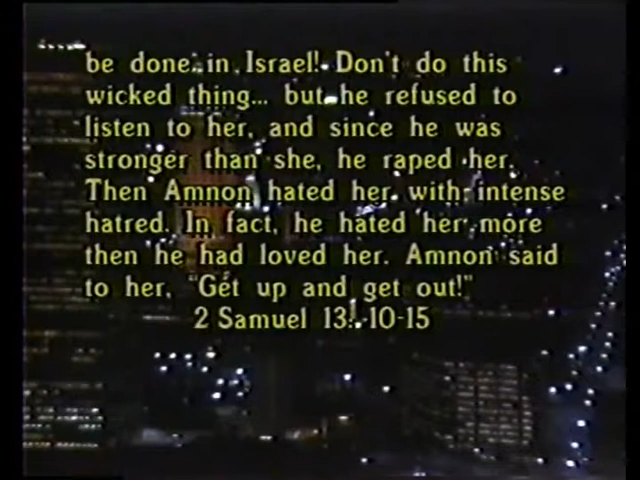 be done in Israel! Don't do this
wicked thing... but he refused to
listen to her, and since he was
stronger than she, he raped her.
Then Amnon hated her with intense
hatred. In fact, he hated her more
then he had loved her. Amnon said
to her, "Get up and get out!"
2 Samuel 13: 10-15